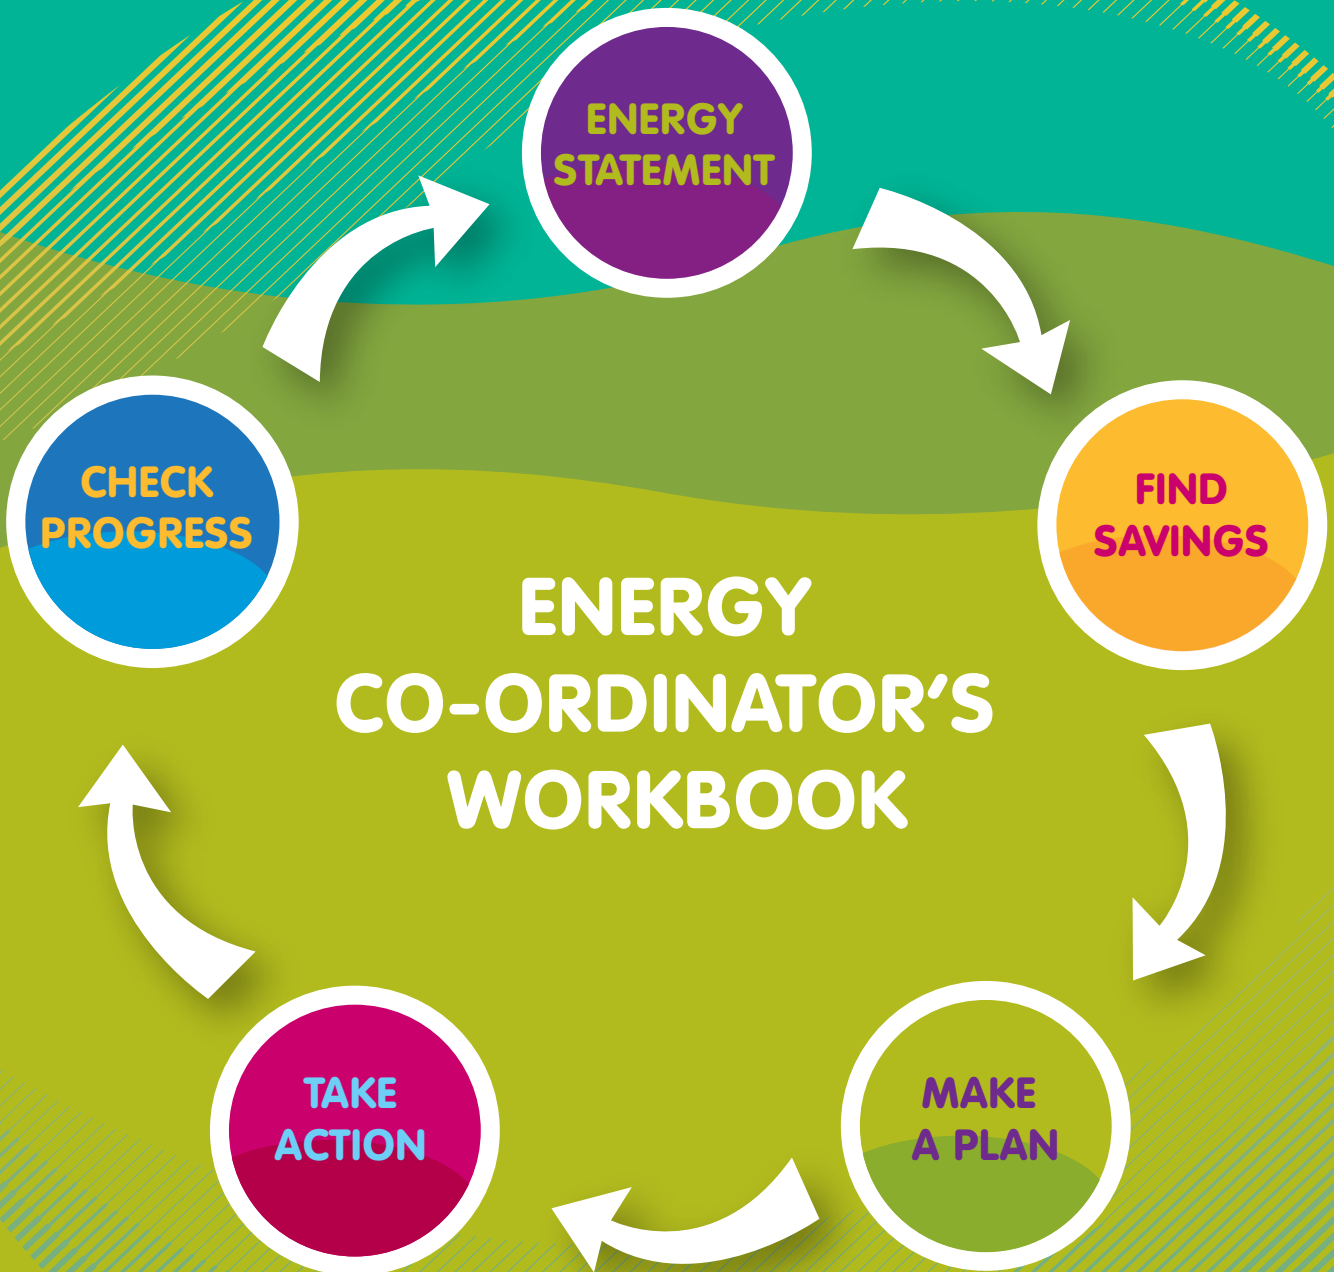 ENERGY
STATEMENT
FIND
SAVINGS
MAKE
A PLAN
TAKE
ACTION
CHECK
PROGRESS
ENERGY
CO-ORDINATOR’S
WORKBOOK